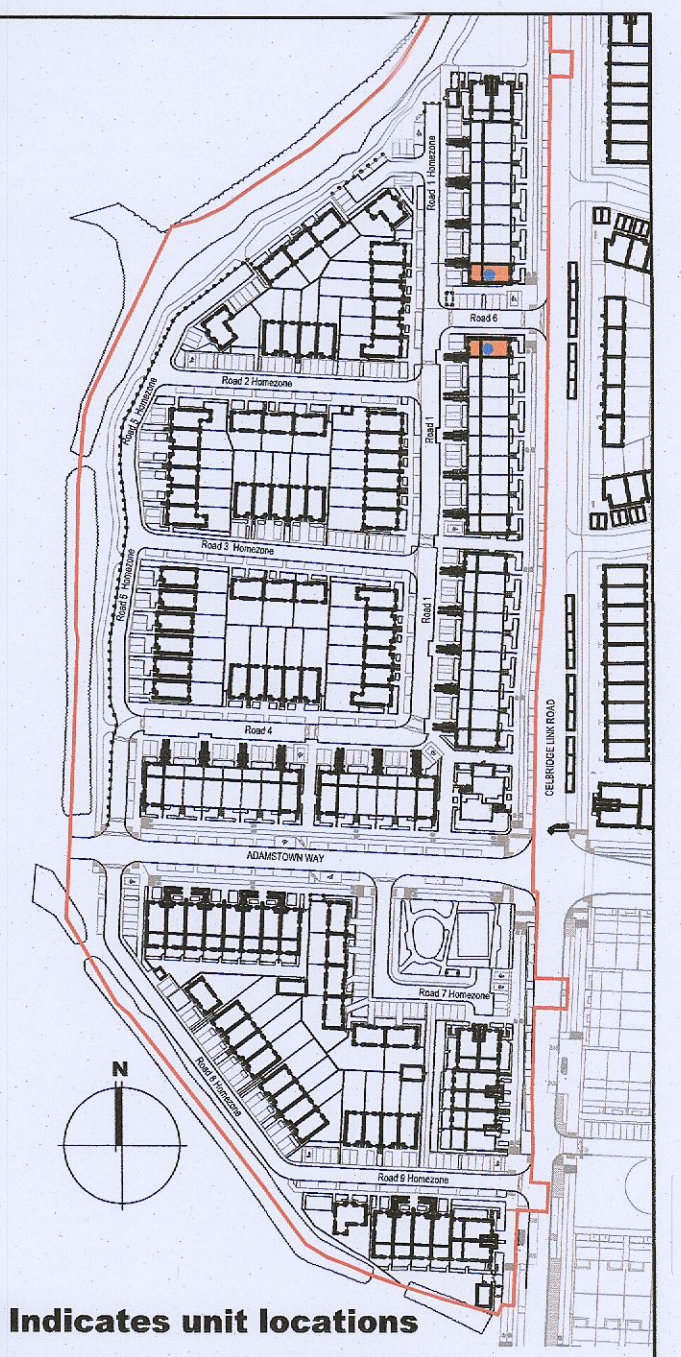 Road 1 Homezone
Road 6
Road 2 Homezone
Road 5 Homezone
Road 1
Road 3 Homezone
Road 6 Homezone
Road 1
Road 4
CELBRIDGE LINK ROAD
ADAMSTOWN WAY
Road 7 Homezone
N
Road 8 Homezone
Road 9 Homezone
Indicates unit locations